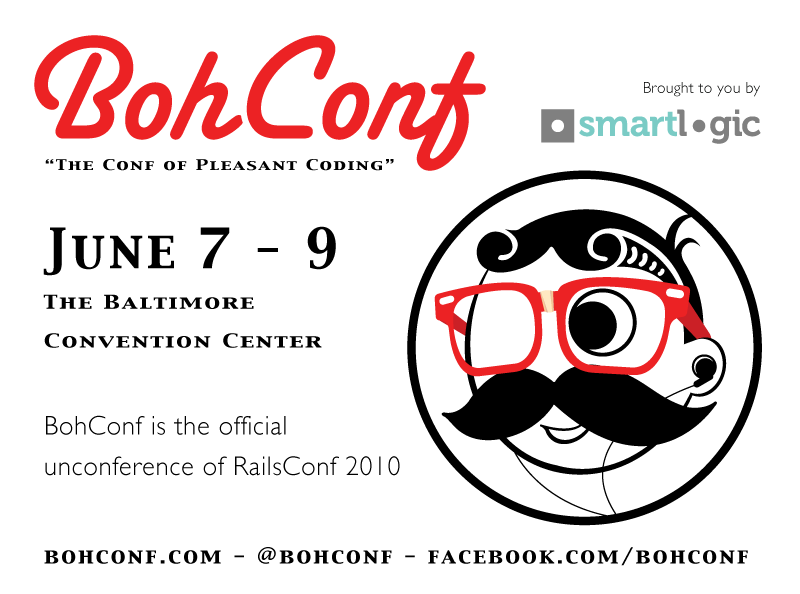 BohConf
“The Conf of Pleasant Coding”
Brought to you by
smartlogic
June 7 - 9
The Baltimore
Convention Center
BohConf is the official
unconference of RailsConf 2010
bohconf.com – @bohconf – facebook.com/bohconf